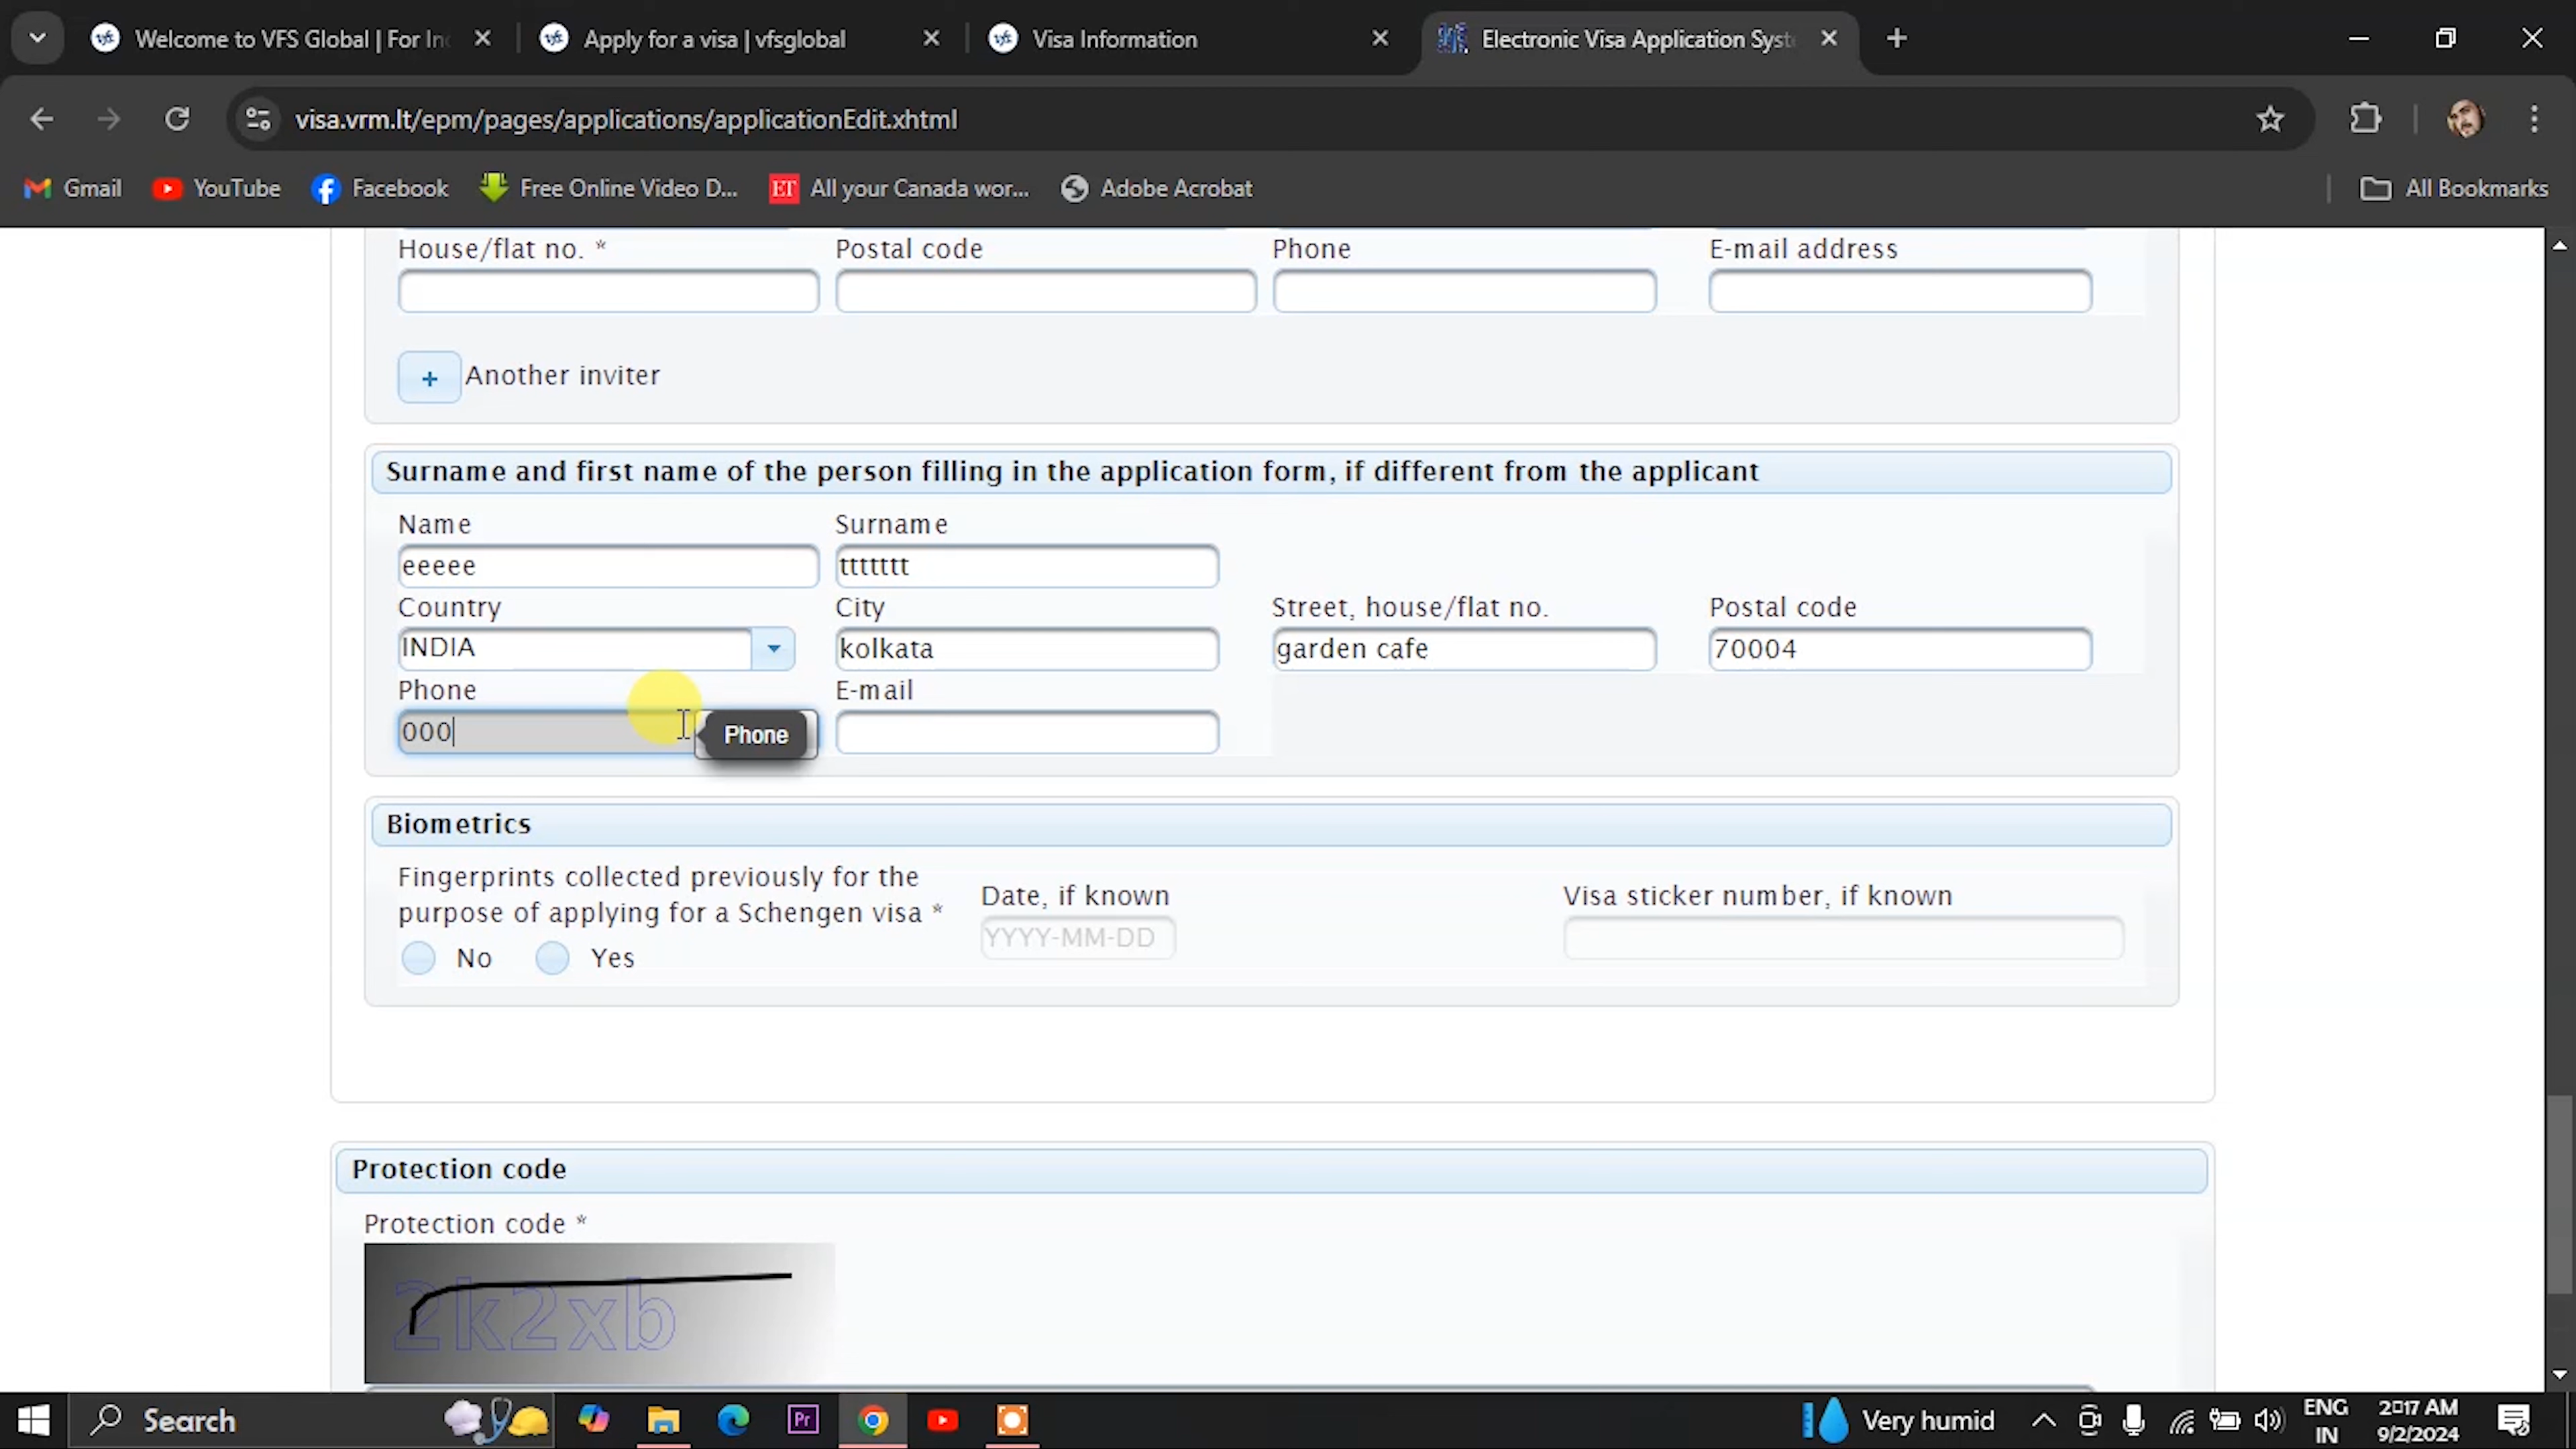 Welcome to VFS Global | For In
Apply for a visa | vfsglobal
Visa Information
Electronic Visa Application Syst
visa.vrm.lt/epm/pages/applications/applicationEdit.xhtml
Gmail YouTube Facebook Free Online Video D... ET All your Canada wor... Adobe Acrobat All Bookmarks
House/flat no. * Postal code Phone E-mail address
+ Another inviter
Surname and first name of the person filling in the application form, if different from the applicant
Name Surname
eeeee ttttttt
Country City Street, house/flat no. Postal code
INDIA kolkata garden cafe 70004
Phone E-mail
000 Phone
Biometrics
Fingerprints collected previously for the
purpose of applying for a Schengen visa *
Date, if known Visa sticker number, if known
YYYY-MM-DD
No Yes
Protection code
Protection code *
2k2xb
Search Pr Very humid ENG 2:17 AM
IN 9/2/2024